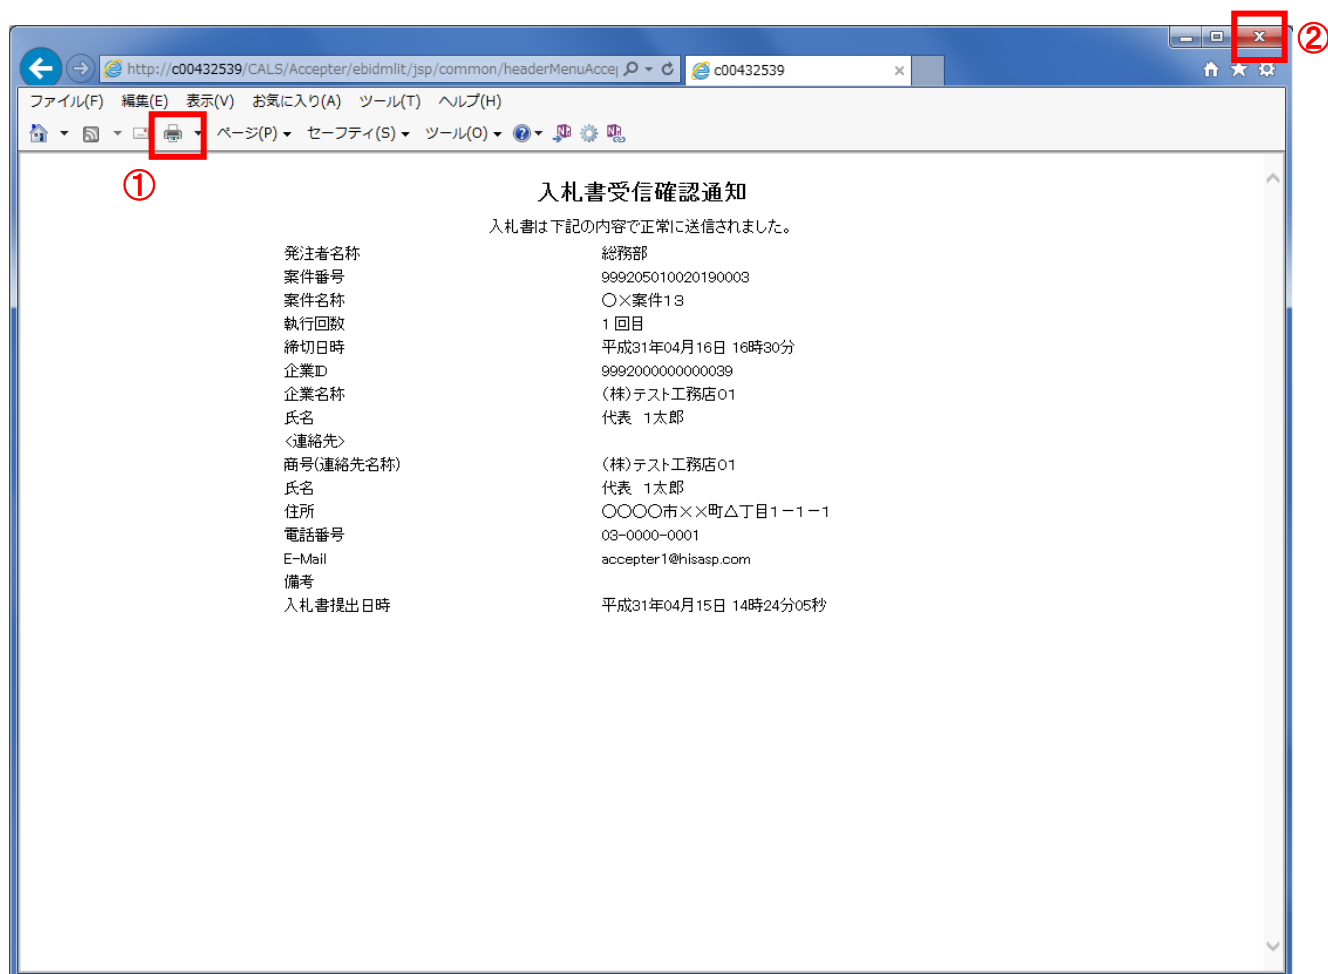 ②
http://c00432539/CALS/Accepter/ebidmlit/jsp/common/headerMenuAccep
c00432539
ファイル(F) 編集(E) 表示(V) お気に入り(A) ツール(T) ヘルプ(H)
ページ(P) セーフティ(S) ツール(O)
①
入札書受信確認通知
入札書は下記の内容で正常に送信されました。
発注者名称 総務部
案件番号 999205010020190003
案件名称 〇×案件13
執行回数 1回目
締切日時 平成31年04月16日 16時30分
企業ID 9992000000000039
企業名称 (株)テスト工務店01
氏名 代表 1太郎
<連絡先>
商号(連絡先名称) (株)テスト工務店01
氏名 代表 1太郎
住所 〇〇〇〇市××町△丁目1-1-1
電話番号 03-0000-0001
E-Mail accepter1@hisasp.com
備考
入札書提出日時 平成31年04月15日 14時24分05秒